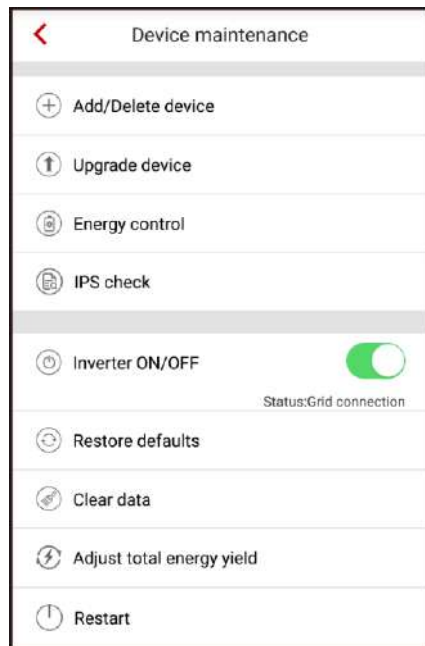 Device maintenance
Add/Delete device
Upgrade device
Energy control
IPS check
Inverter ON/OFF
Status:Grid connection
Restore defaults
Clear data
Adjust total energy yield
Restart